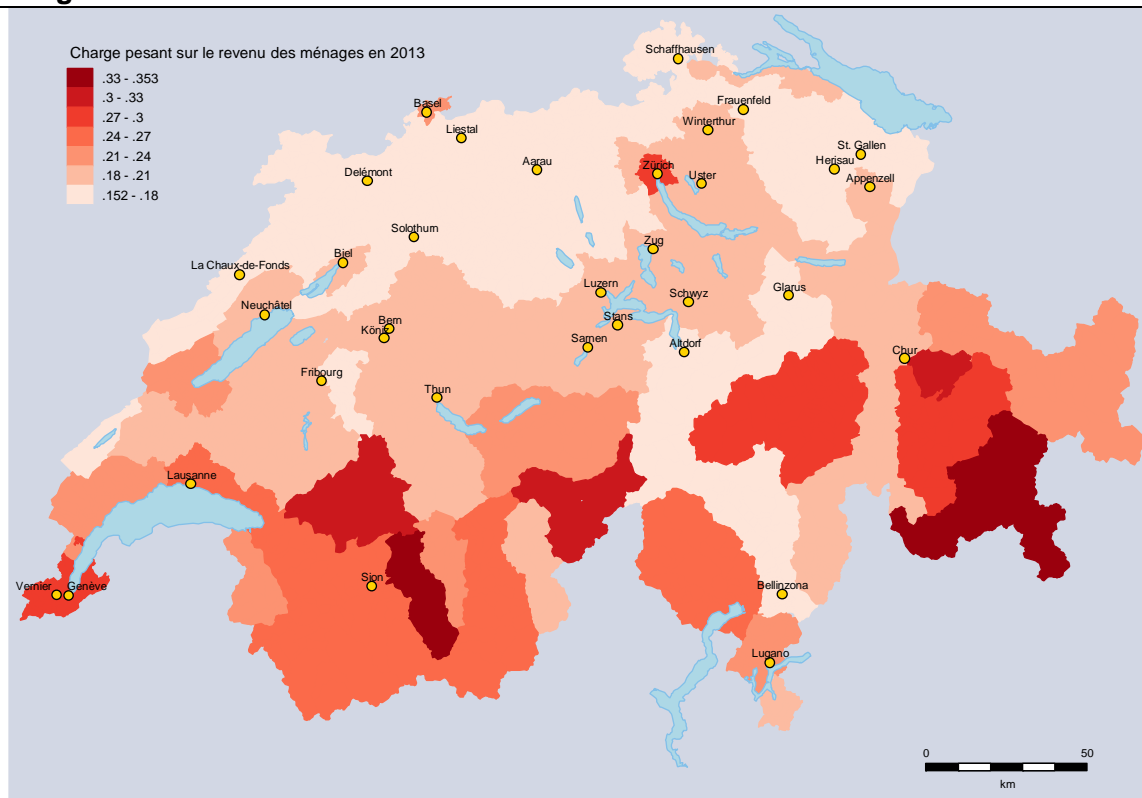 Charge pesant sur le revenu des ménages en 2013
.33 - .353
.3 - .33
.27 - .3
.24 - .27
.21 - .24
.18 - .21
.152 - .18
Schaffhausen
Basel
Frauenfeld
Liestal
Winterthur
Aarau
St. Gallen
Delémont
Zürich
Herisau
Uster
Appenzell
Solothurn
Biel
Zug
La Chaux-de-Fonds
Luzern
Schwyz
Glarus
Neuchâtel
Bern
Stans
Köniz
Sarnen
Altdorf
Chur
Fribourg
Thun
Lausanne
Sion
Vernier
Genève
Bellinzona
Lugano
0 50
km